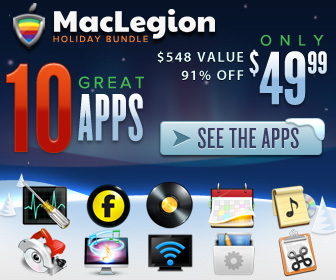 MacLegion
HOLIDAY BUNDLE
ONLY
$548 VALUE
91% OFF
$49.99
10 GREAT
APPS
> SEE THE APPS
f